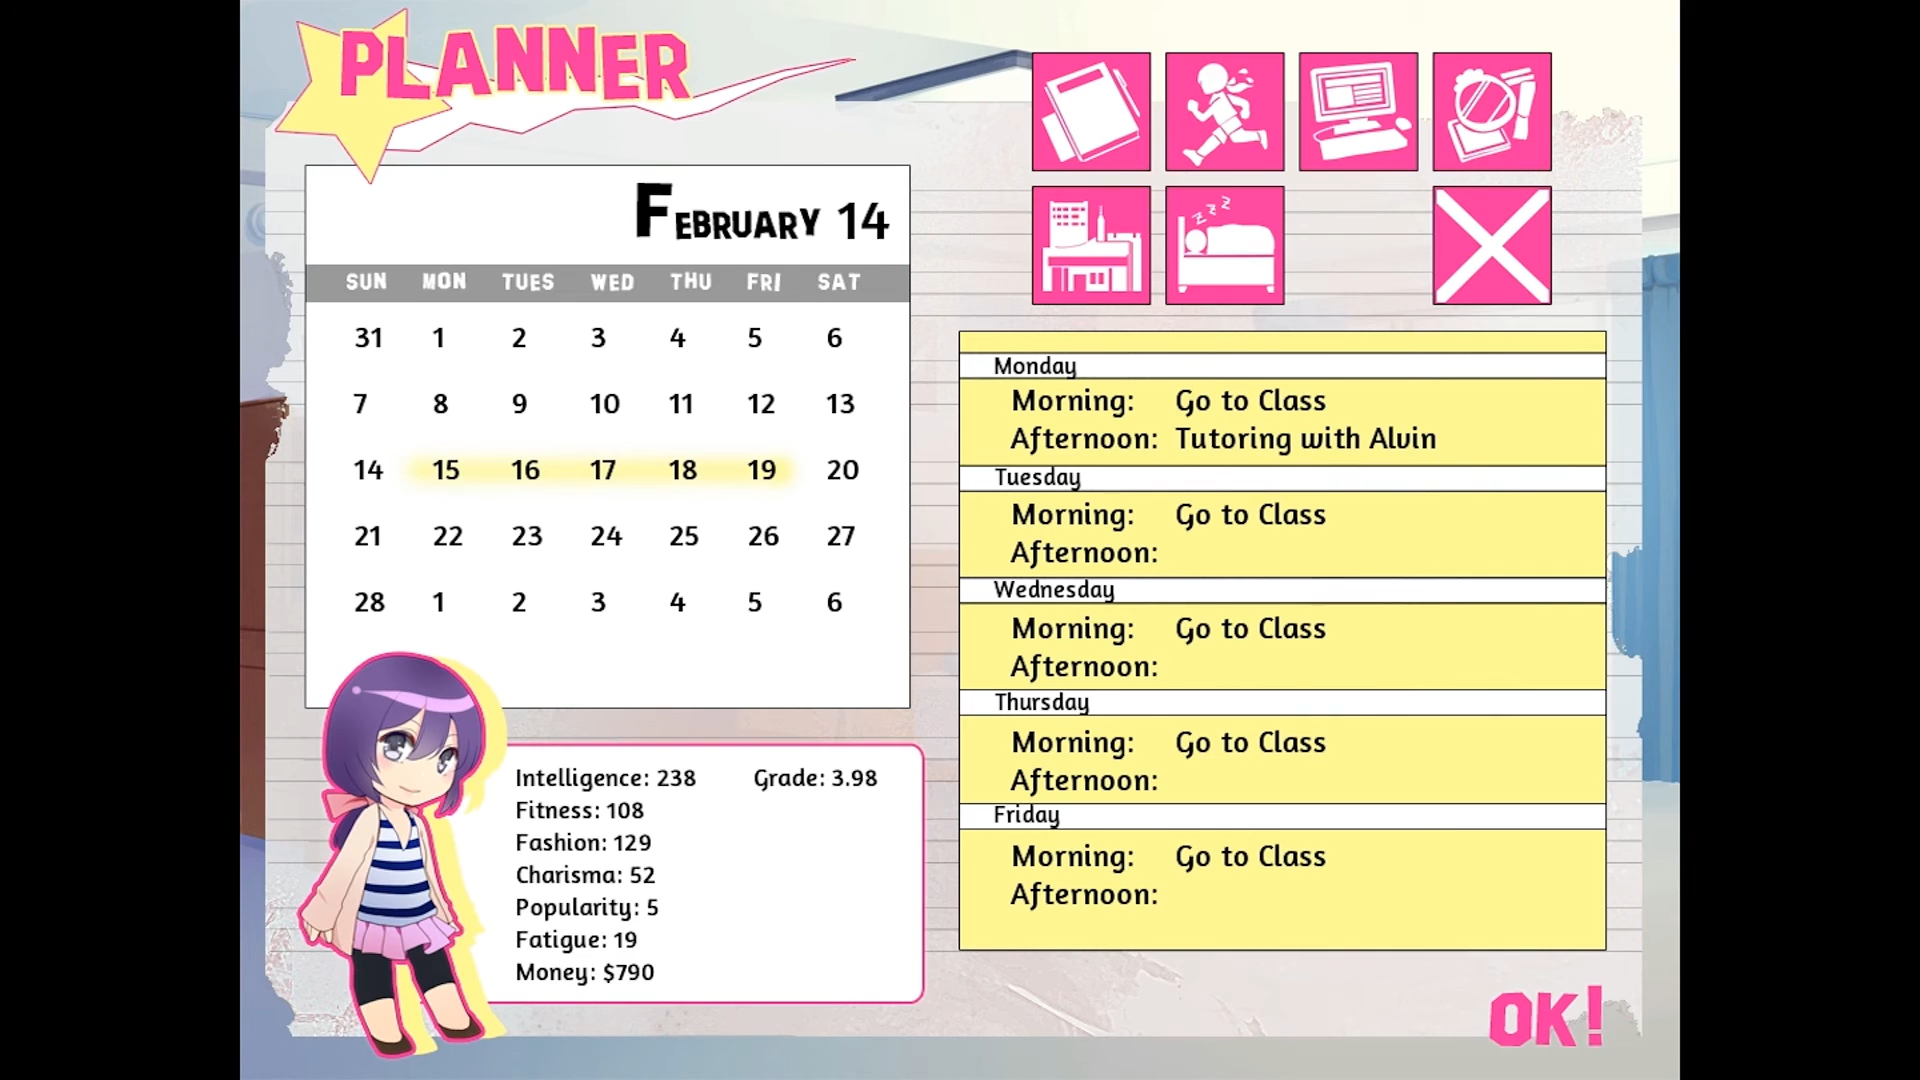 PLANNER
FEBRUARY 14
SUN MON TUES WED THU FRI SAT
31 1 2 3 4 5 6
7 8 9 10 11 12 13
14 15 16 17 18 19 20
21 22 23 24 25 26 27
28 1 2 3 4 5 6
Intelligence: 238 Grade: 3.98
Fitness: 108
Fashion: 129
Charisma: 52
Popularity: 5
Fatigue: 19
Money: $790
Z Z Z
Monday
Morning: Go to Class
Afternoon: Tutoring with Alvin
Tuesday
Morning: Go to Class
Afternoon:
Wednesday
Morning: Go to Class
Afternoon:
Thursday
Morning: Go to Class
Afternoon:
Friday
Morning: Go to Class
Afternoon:
OK!